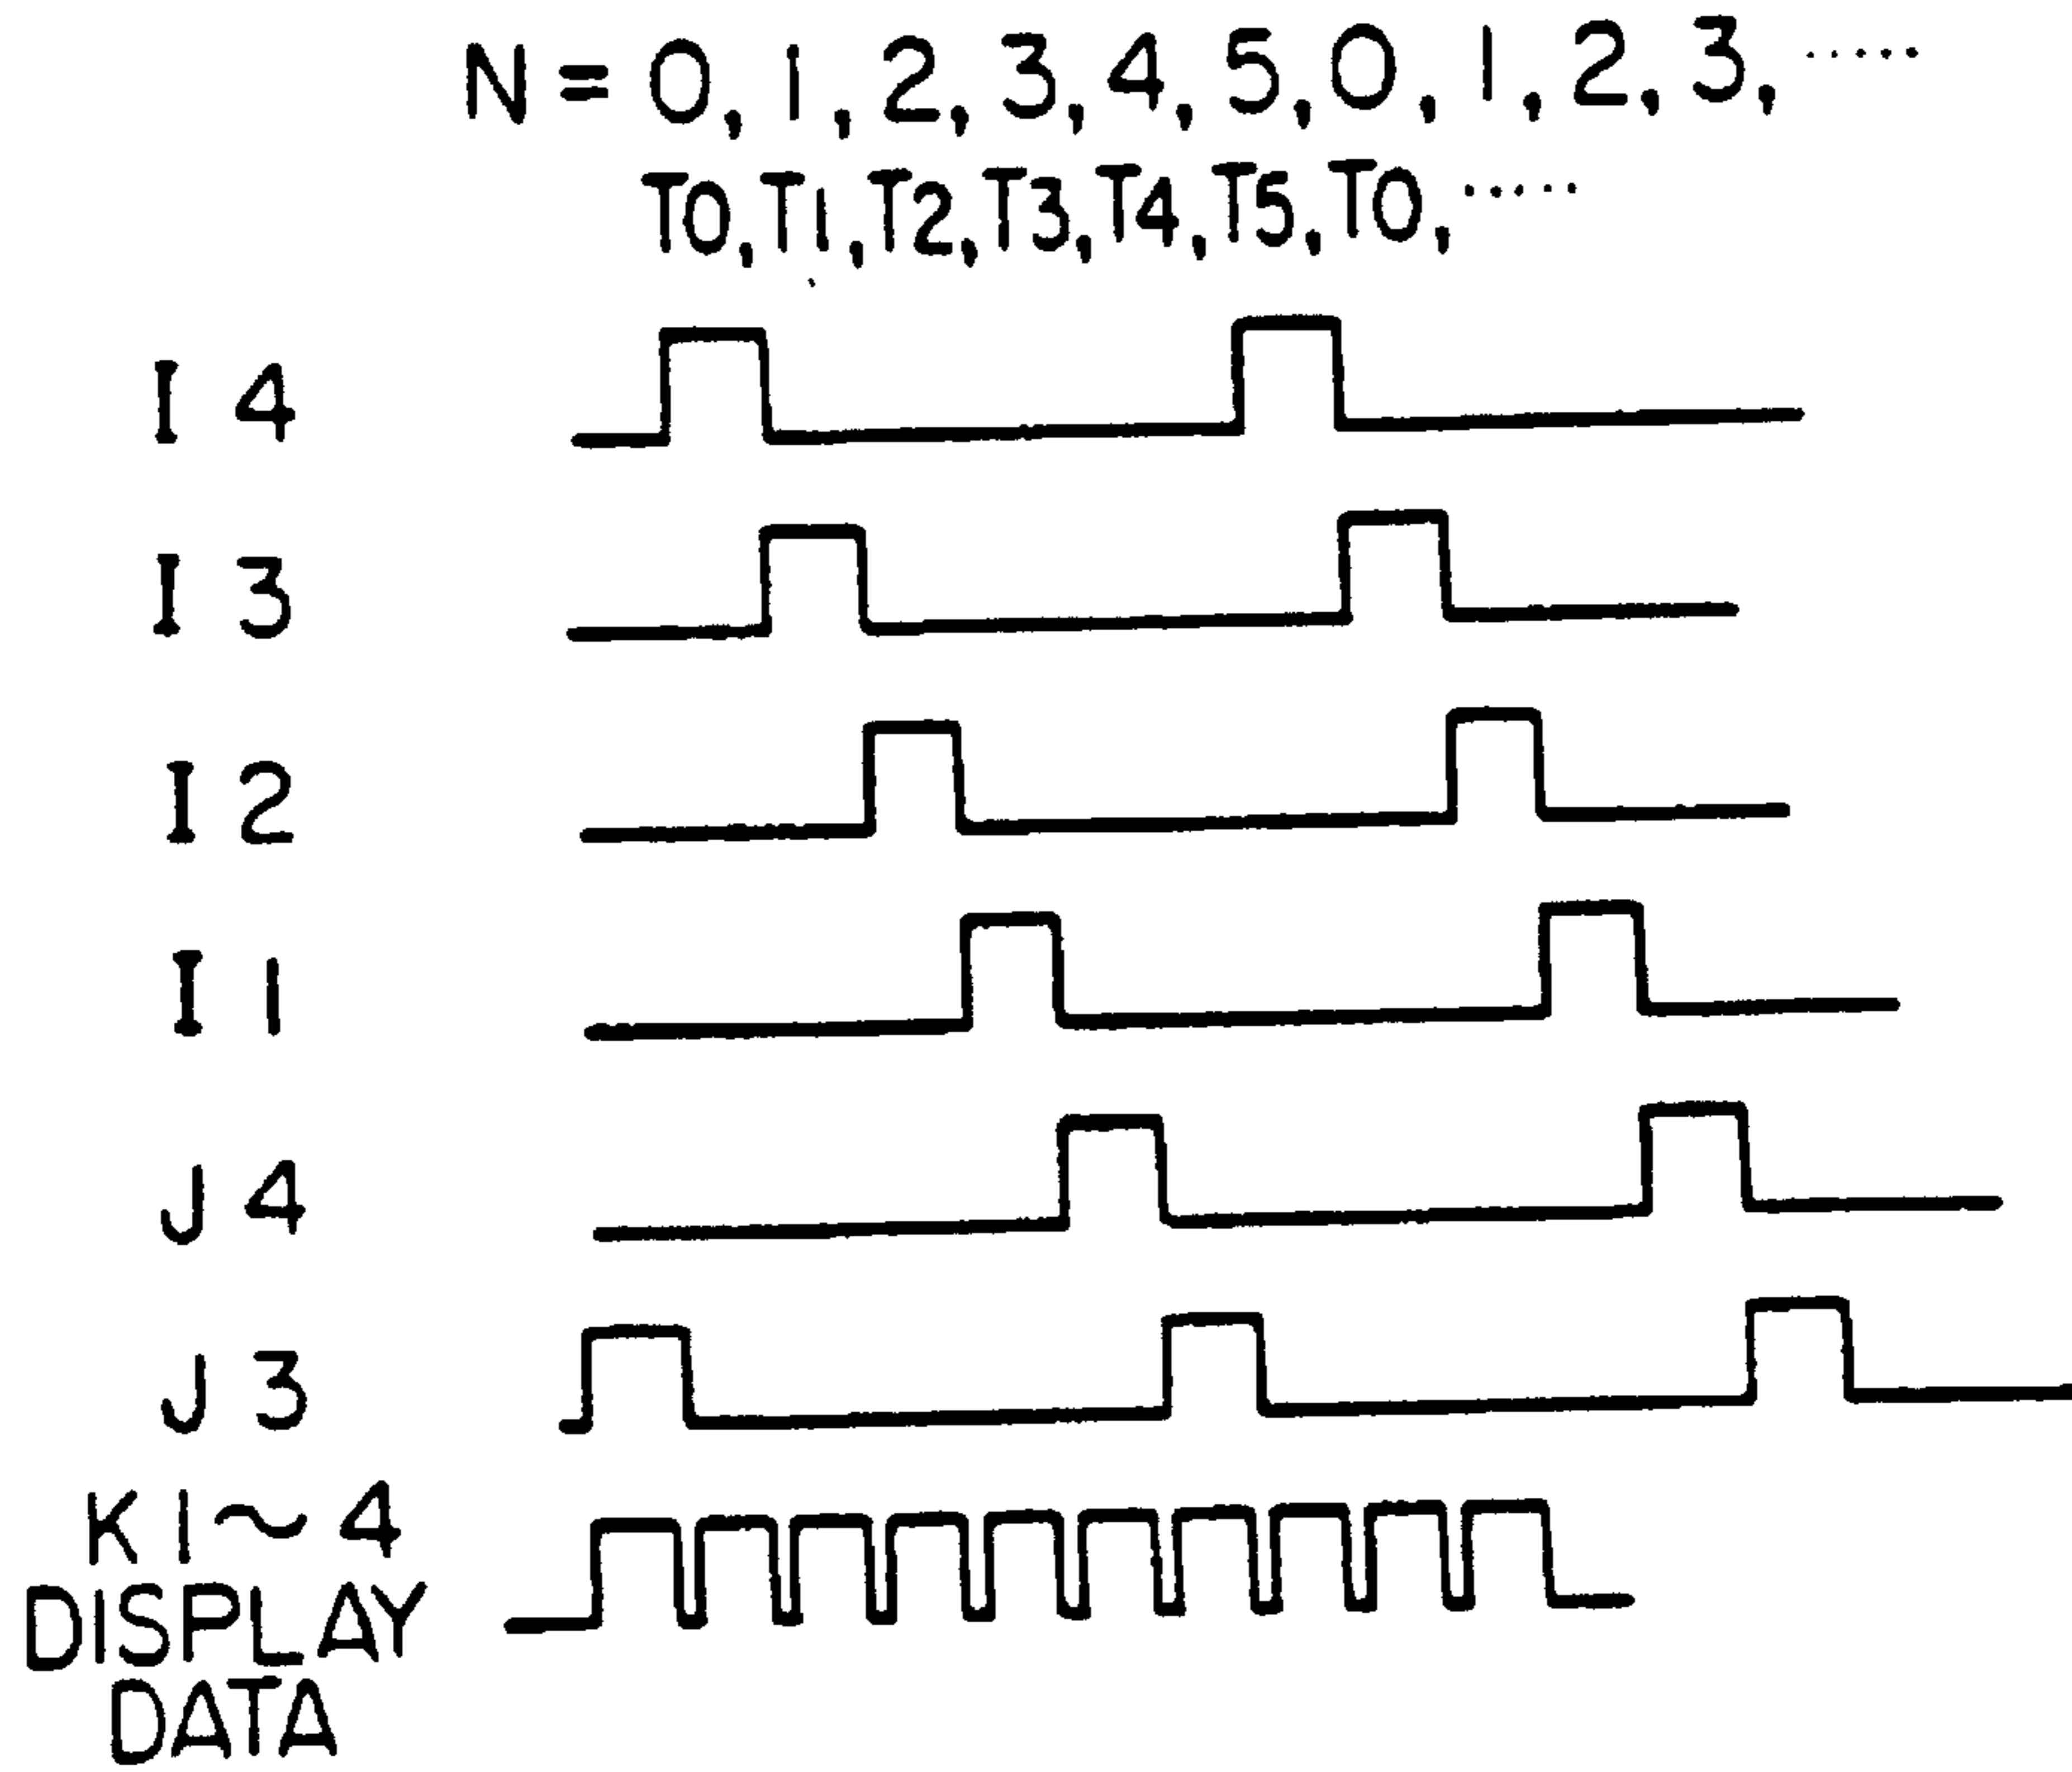 N = 0, 1, 2, 3, 4, 5, 0, 1, 2, 3, .....
T0, T1, T2, T3, T4, T5, T0, .....
I 4
I 3
I 2
I 1
J 4
J 3
K 1 ~ 4
DISPLAY
DATA